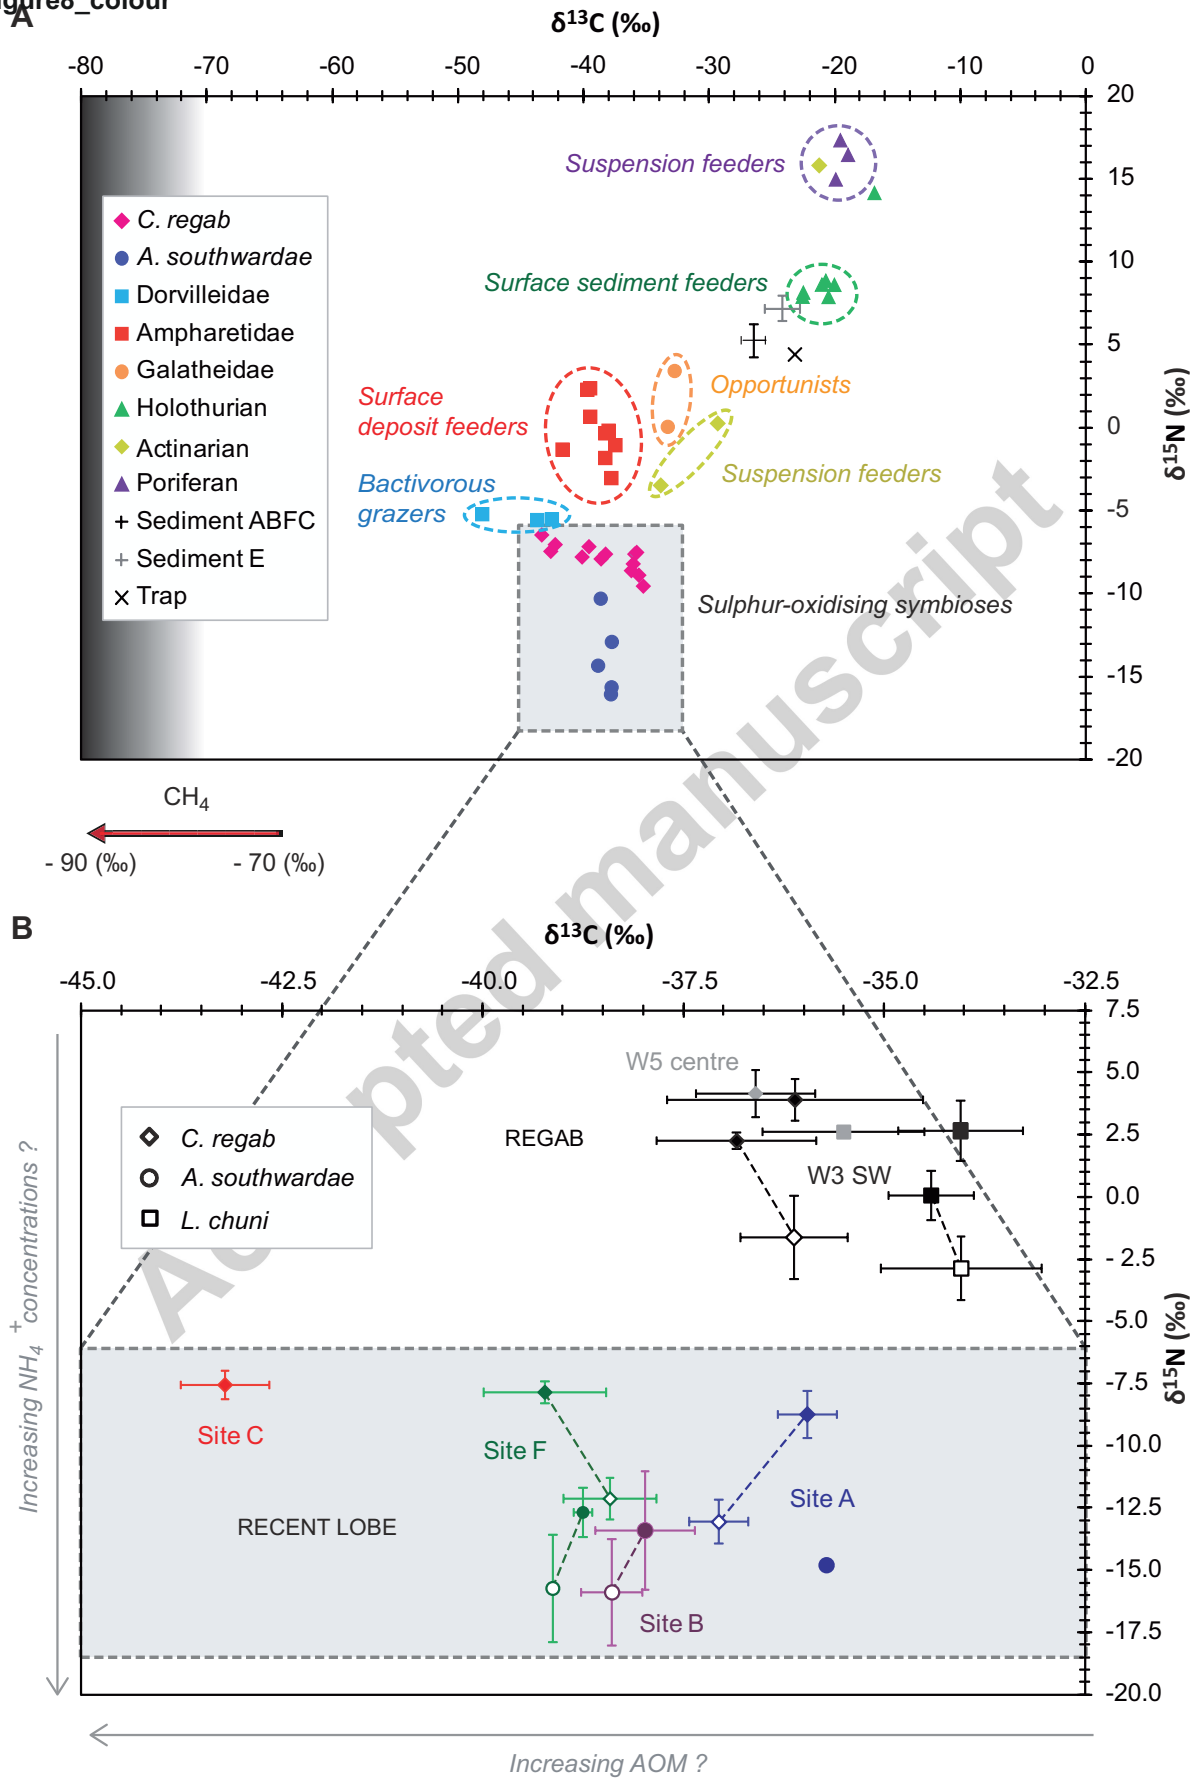 gure8_colour
A
δ13C (‰)
-80 -70 -60 -50 -40 -30 -20 -10 0
20
15
10
5
0
-5
-10
-15
-20
δ15N (‰)
Suspension feeders
C. regab
A. southwardae
Dorvilleidae
Ampharetidae
Galatheidae
Holothurian
Actinarian
Poriferan
Sediment ABFC
Sediment E
Trap
Surface sediment feeders
Opportunists
Surface
deposit feeders
Suspension feeders
Bactivorous
grazers
Sulphur-oxidising symbioses
CH4
- 90 (‰) - 70 (‰)
B
δ13C (‰)
-45.0 -42.5 -40.0 -37.5 -35.0 -32.5
7.5
5.0
2.5
0.0
- 2.5
-5.0
-7.5
-10.0
-12.5
-15.0
-17.5
-20.0
δ15N (‰)
W5 centre
REGAB
W3 SW
C. regab
A. southwardae
L. chuni
Site C
Site F
Site A
RECENT LOBE
Site B
Increasing NH4+concentrations ?
Increasing AOM ?
pted manuscript